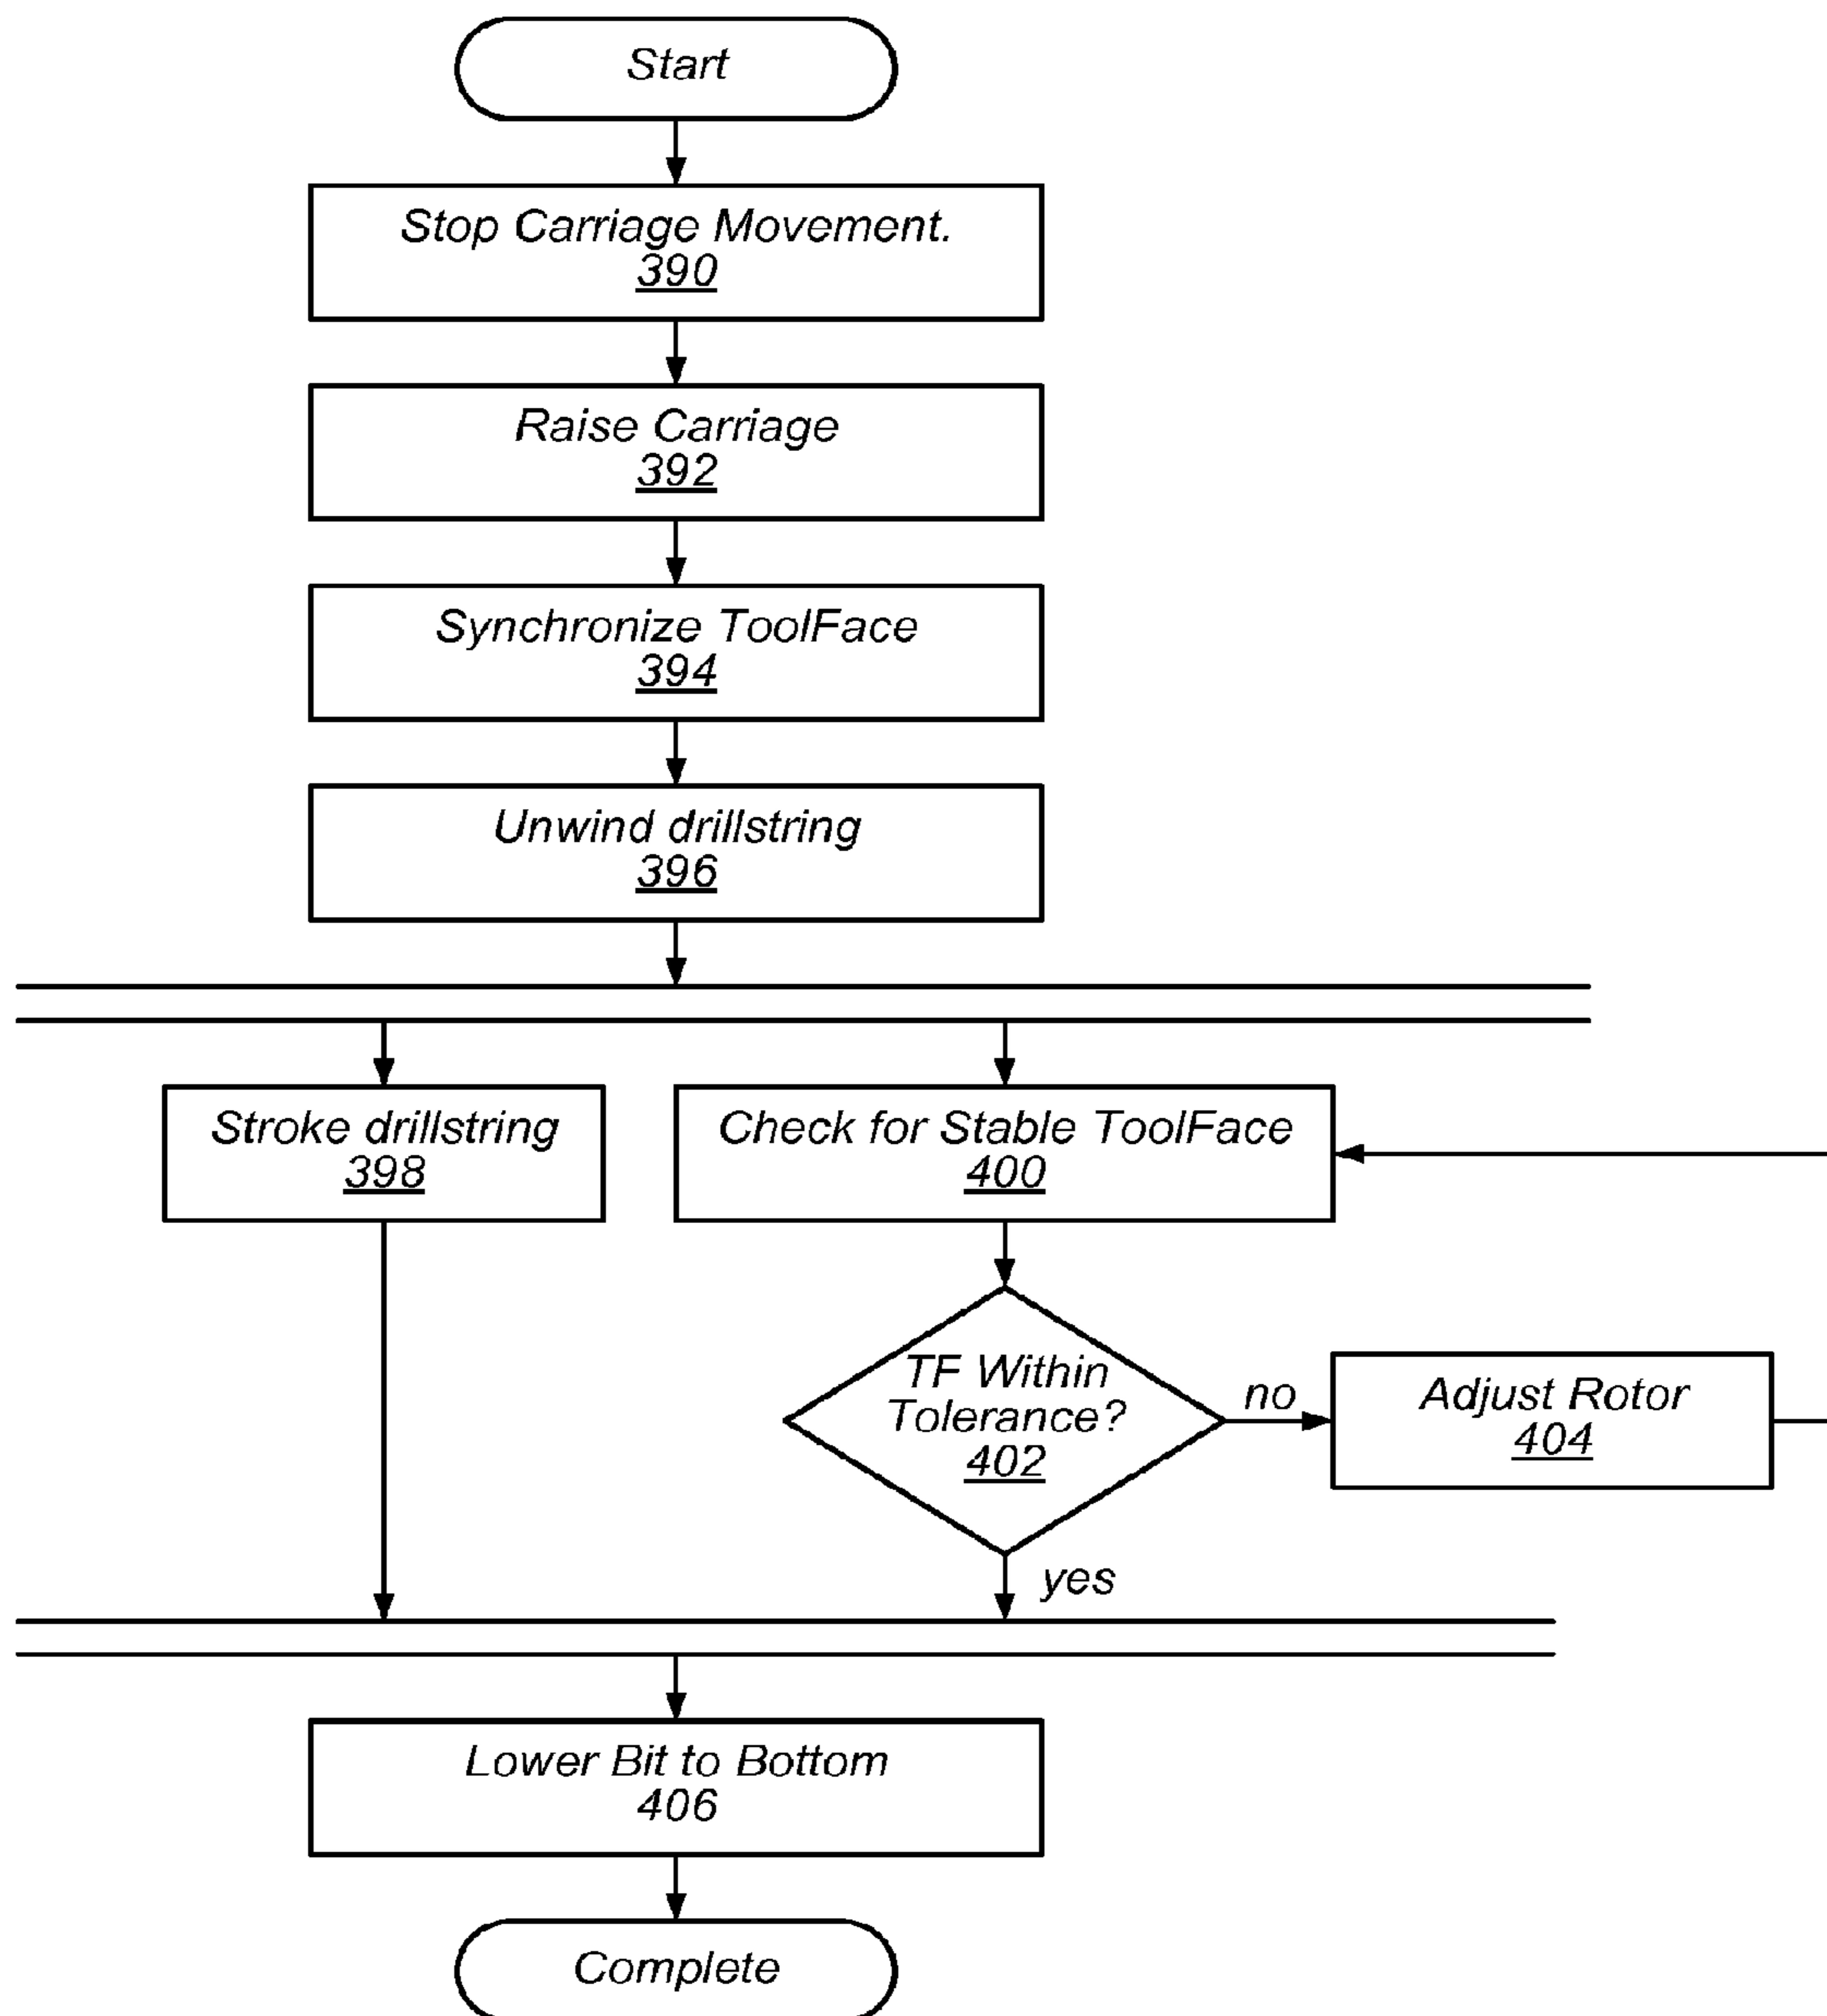 Start
Stop Carriage Movement.
390
Raise Carriage
392
Synchronize ToolFace
394
Unwind drillstring
396
Stroke drillstring
398
Check for Stable ToolFace
400
TF Within
Tolerance?
402
no
Adjust Rotor
404
yes
Lower Bit to Bottom
406
Complete